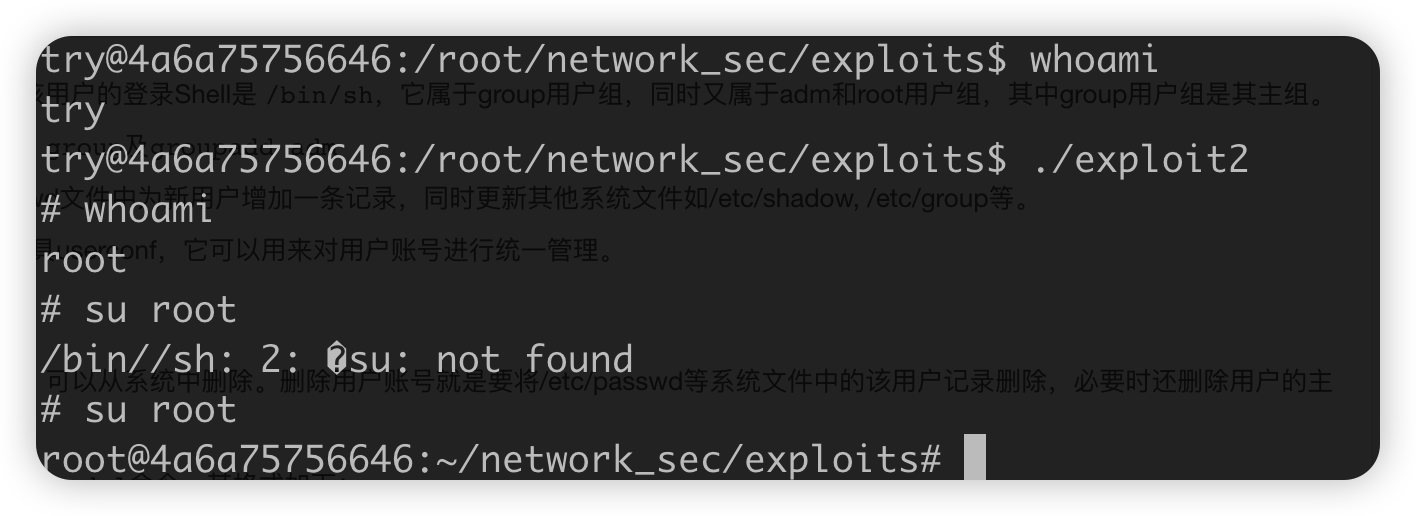 try@4a6a75756646:/root/network_sec/exploits$ whoami
用户的登录Shell是 /bin/sh，它属于group用户组，同时又属于adm和root用户组，其中group用户组是其主组。
try
try@4a6a75756646:/root/network_sec/exploits$ ./exploit2
文件中为新用户增加一条记录，同时更新其他系统文件如/etc/shadow, /etc/group等。
# whoami
userconf，它可以用来对用户账号进行统一管理。
root
# su root
/bin//sh: 2: �su: not found
可以从系统中删除。删除用户账号就是要将/etc/passwd等系统文件中的该用户记录删除，必要时还删除用户的主
# su root
root@4a6a75756646:~/network_sec/exploits#